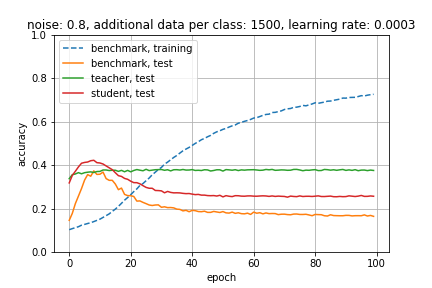 noise: 0.8, additional data per class: 1500, learning rate: 0.0003
1.0
0.8
0.6
0.4
0.2
0.0
accuracy
benchmark, training
benchmark, test
teacher, test
student, test
0
20
40
60
80
100
epoch